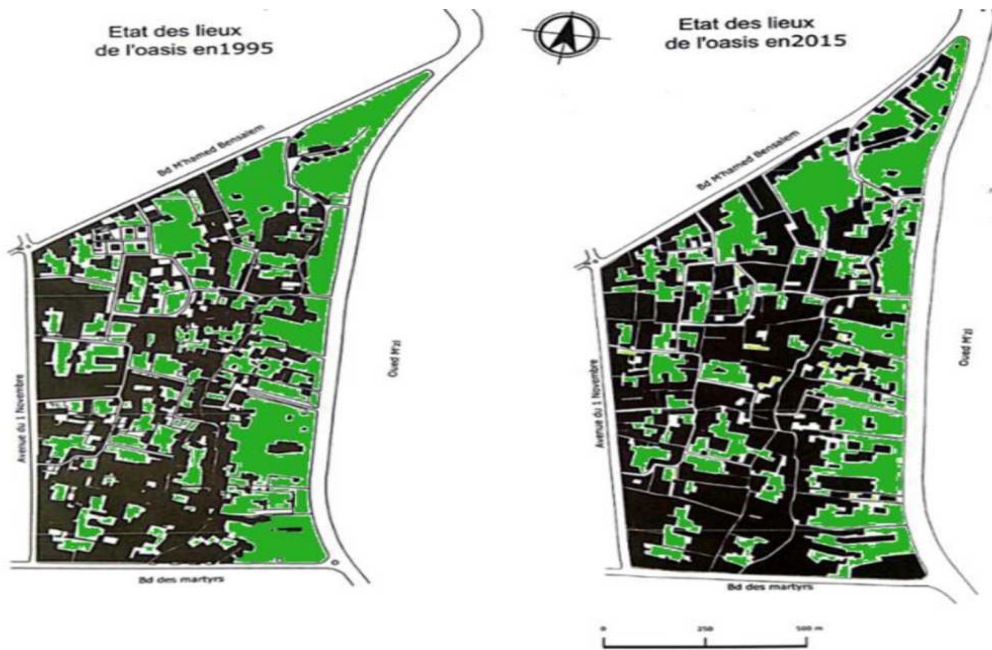 Etat des lieux
de l'oasis en1995
Bd M'hamed Bensalem
Avenue du 1 Novembre
Oued M'zi
Bd des martyrs
Etat des lieux
de l'oasis en2015
Bd M'hamed Bensalem
Avenue du 1 Novembre
Oued M'zi
Bd des martyrs
0 250 500 m